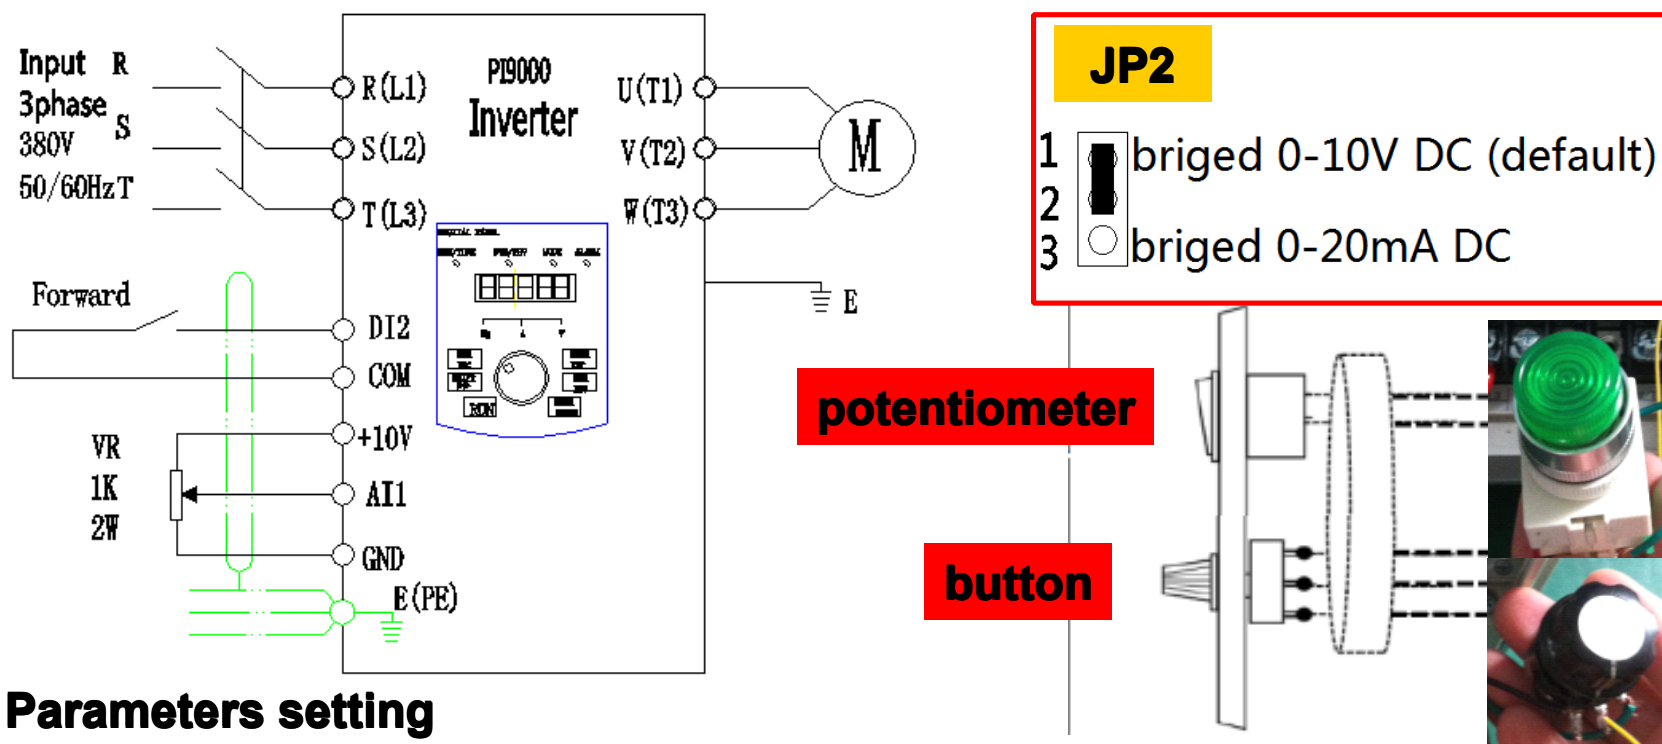 Input R
3phase
S
380V
50/60Hz T
R(L1)
S(L2)
T(L3)
PI9000
Inverter
U(T1)
V(T2)
W(T3)
M
E
Forward
DI2
COM
+10V
AI1
GND
E(PE)
VR
1K
2W
RUN
JP2
1
briged 0-10V DC (default)
2
3
briged 0-20mA DC
potentiometer
button
Parameters setting